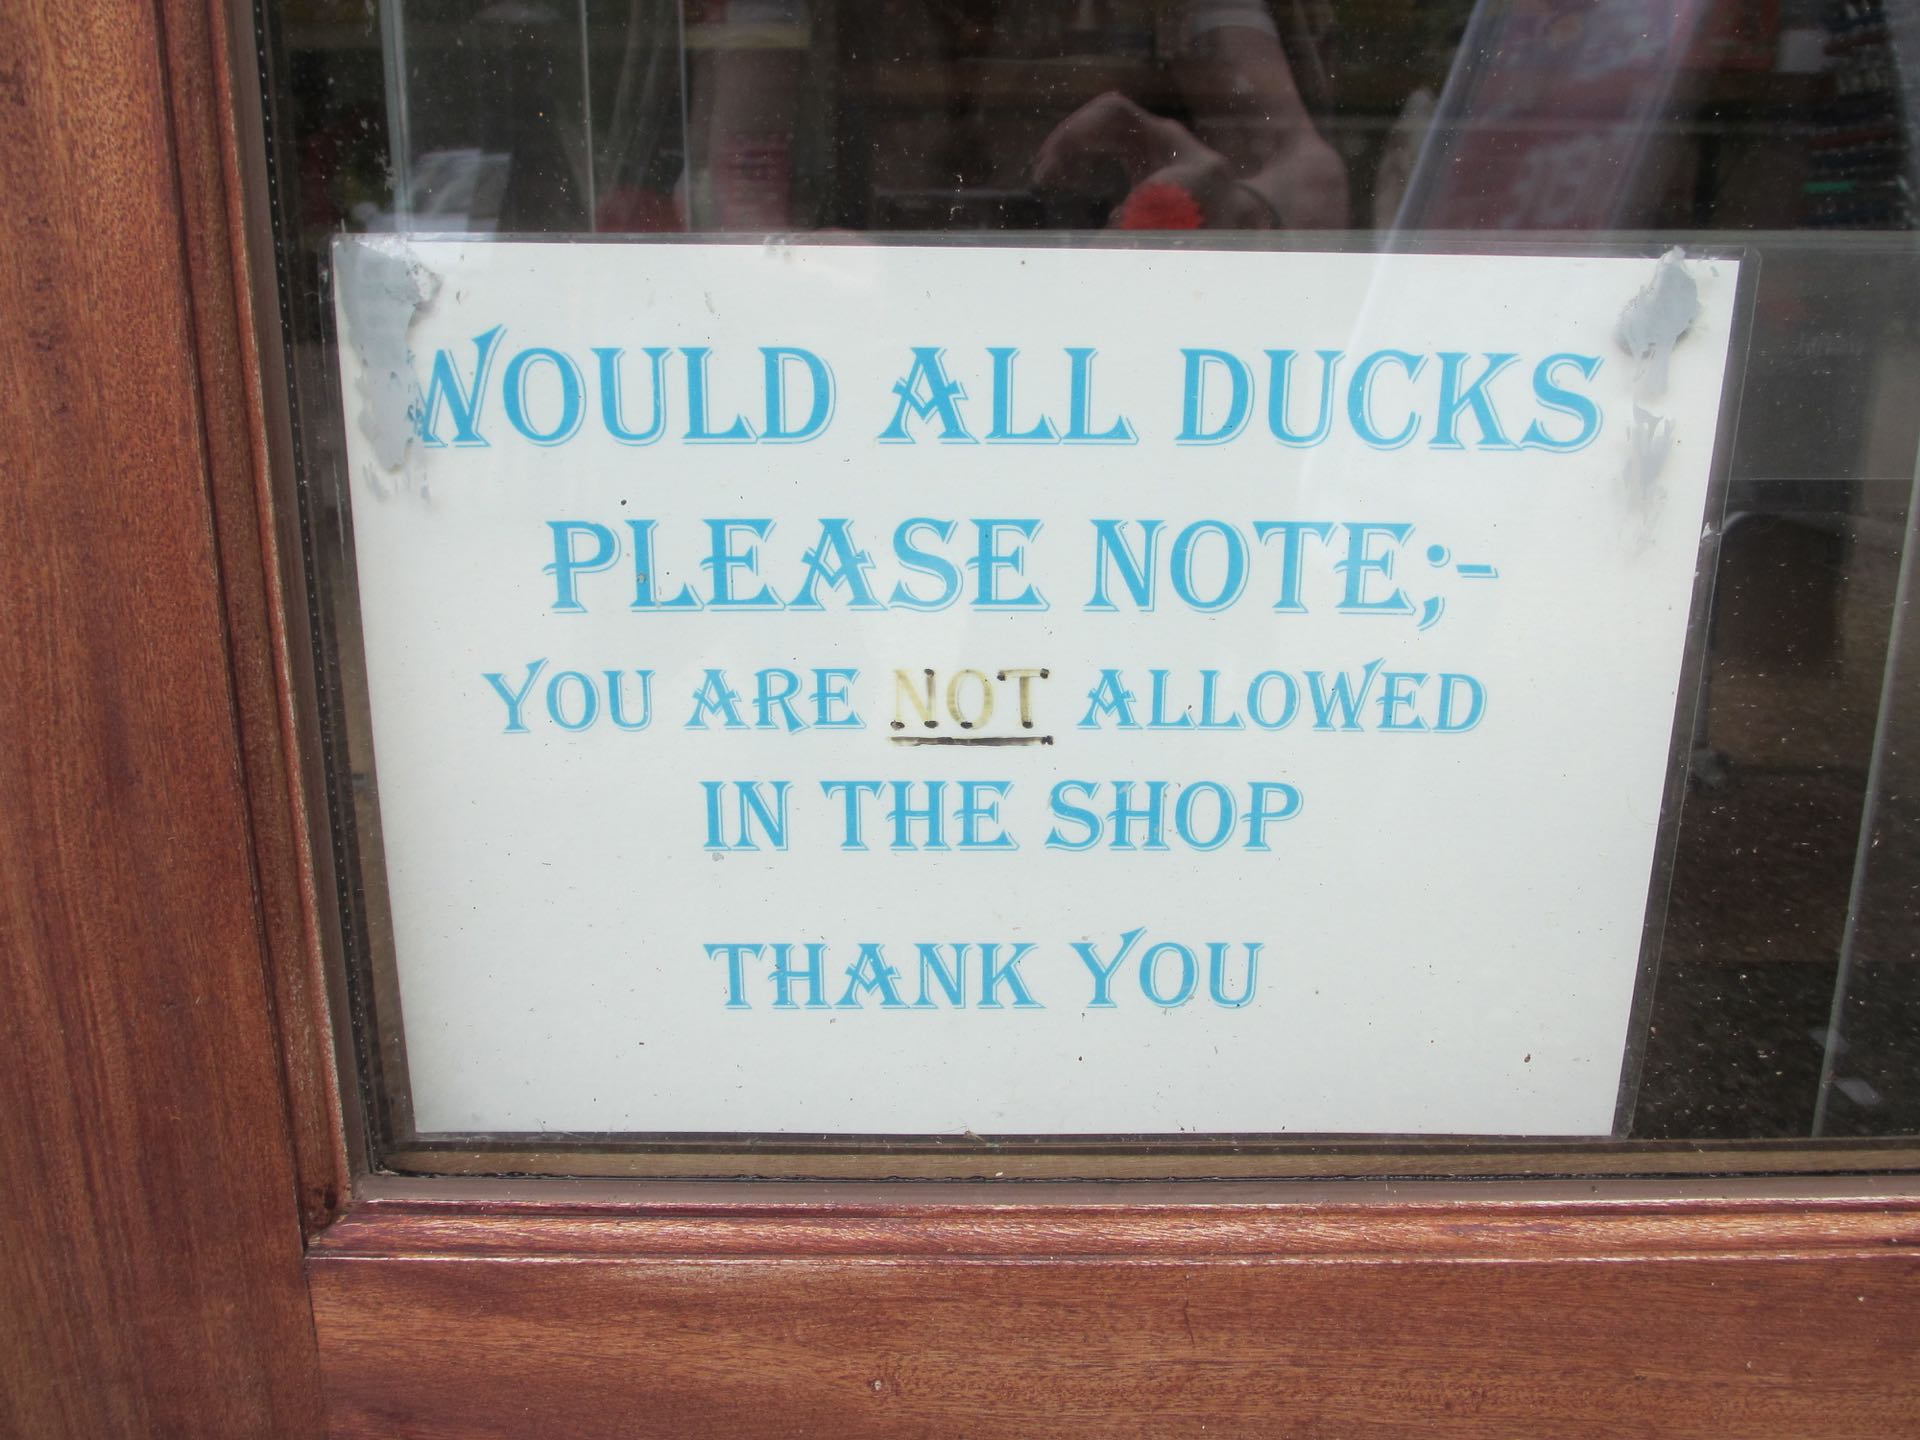 WOULD ALL DUCKS
PLEASE NOTE;-
YOU ARE NOT ALLOWED
IN THE SHOP
THANK YOU